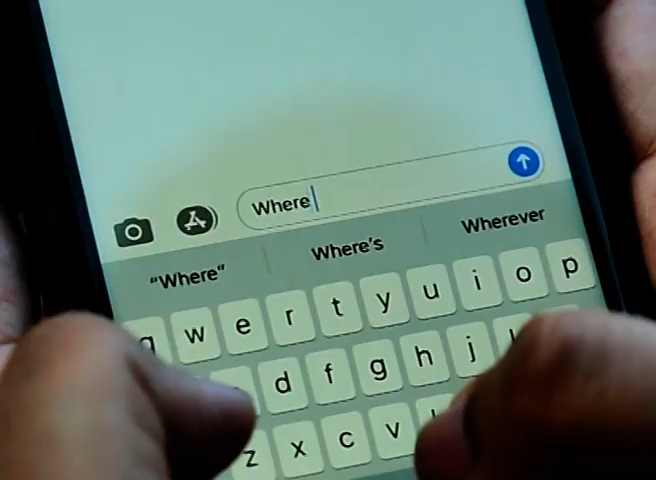 Where
"Where" Where's Wherever
q w e r t y u i o p
d f g h j
z x c v